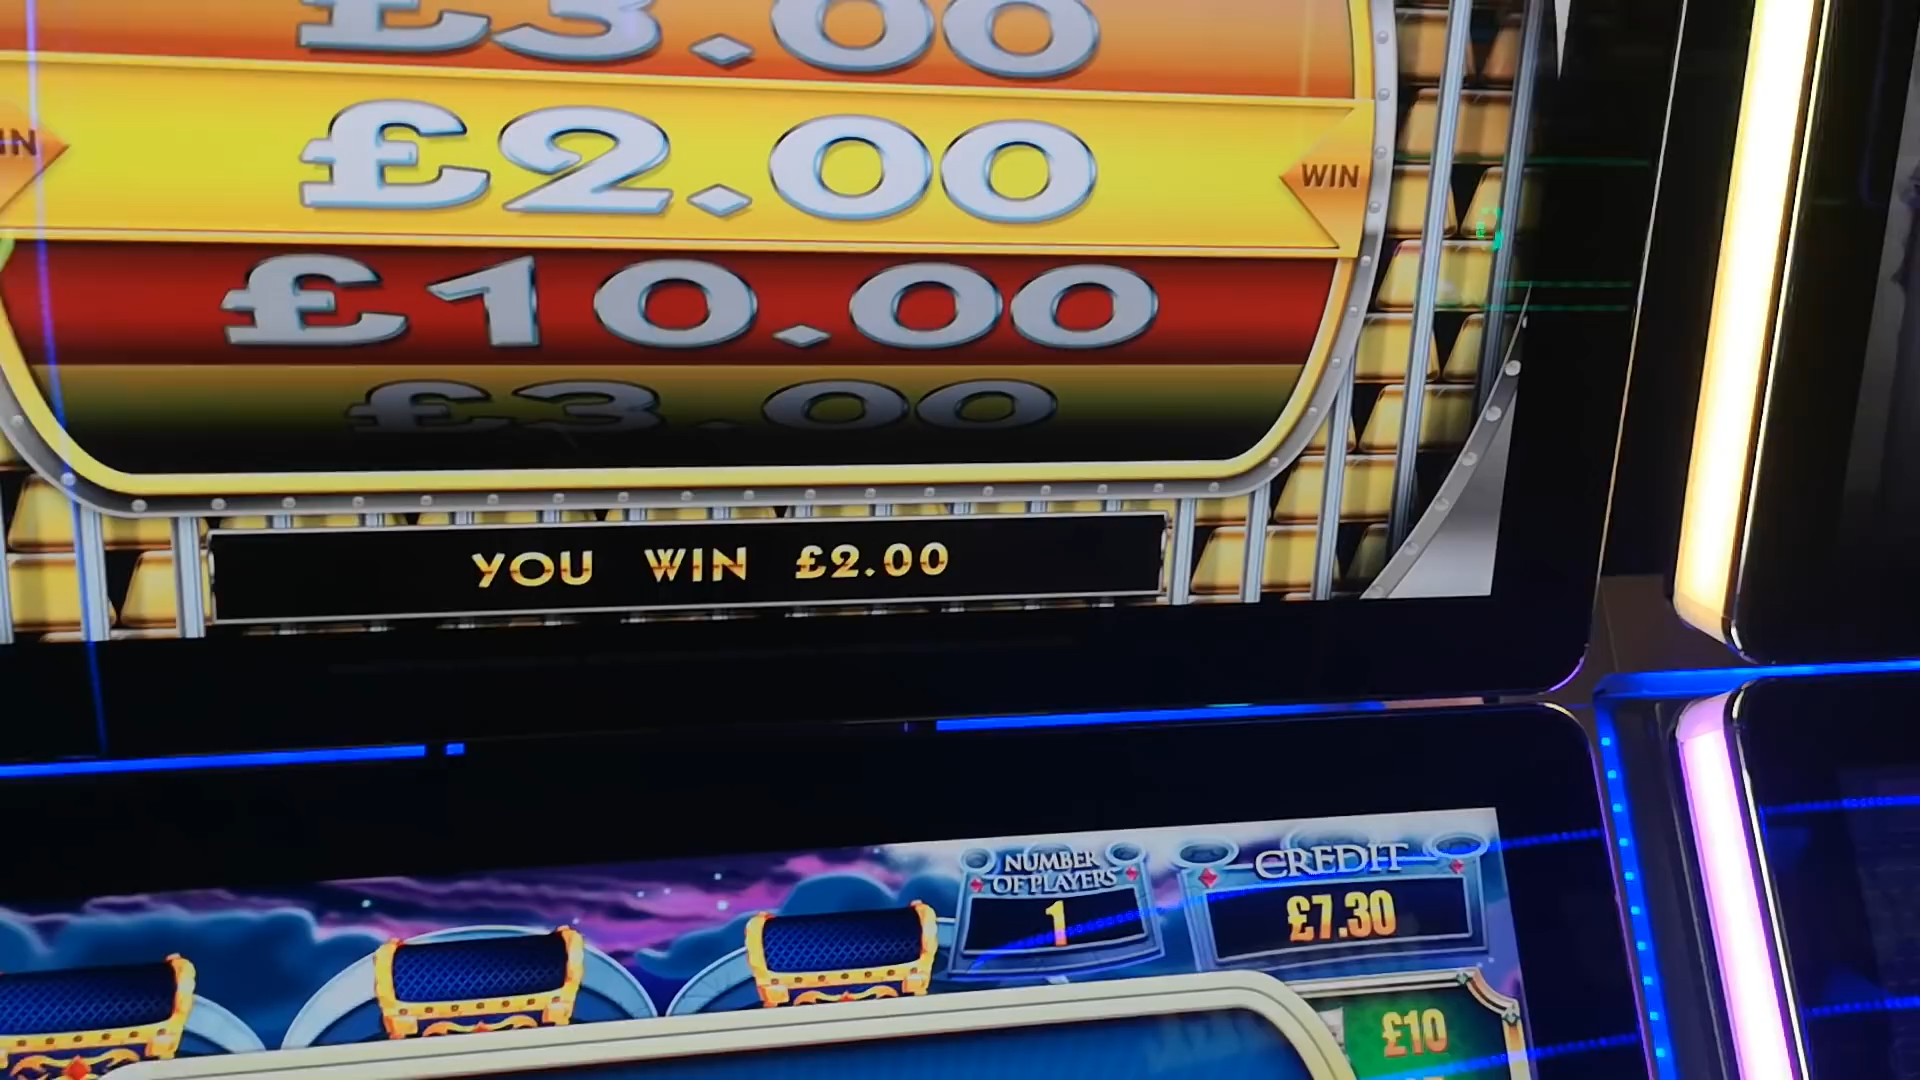 £3.00
£2.00
WIN
£10.00
£3.00
YOU WIN £2.00
NUMBER OF PLAYERS
1
CREDIT
£7.30
£10